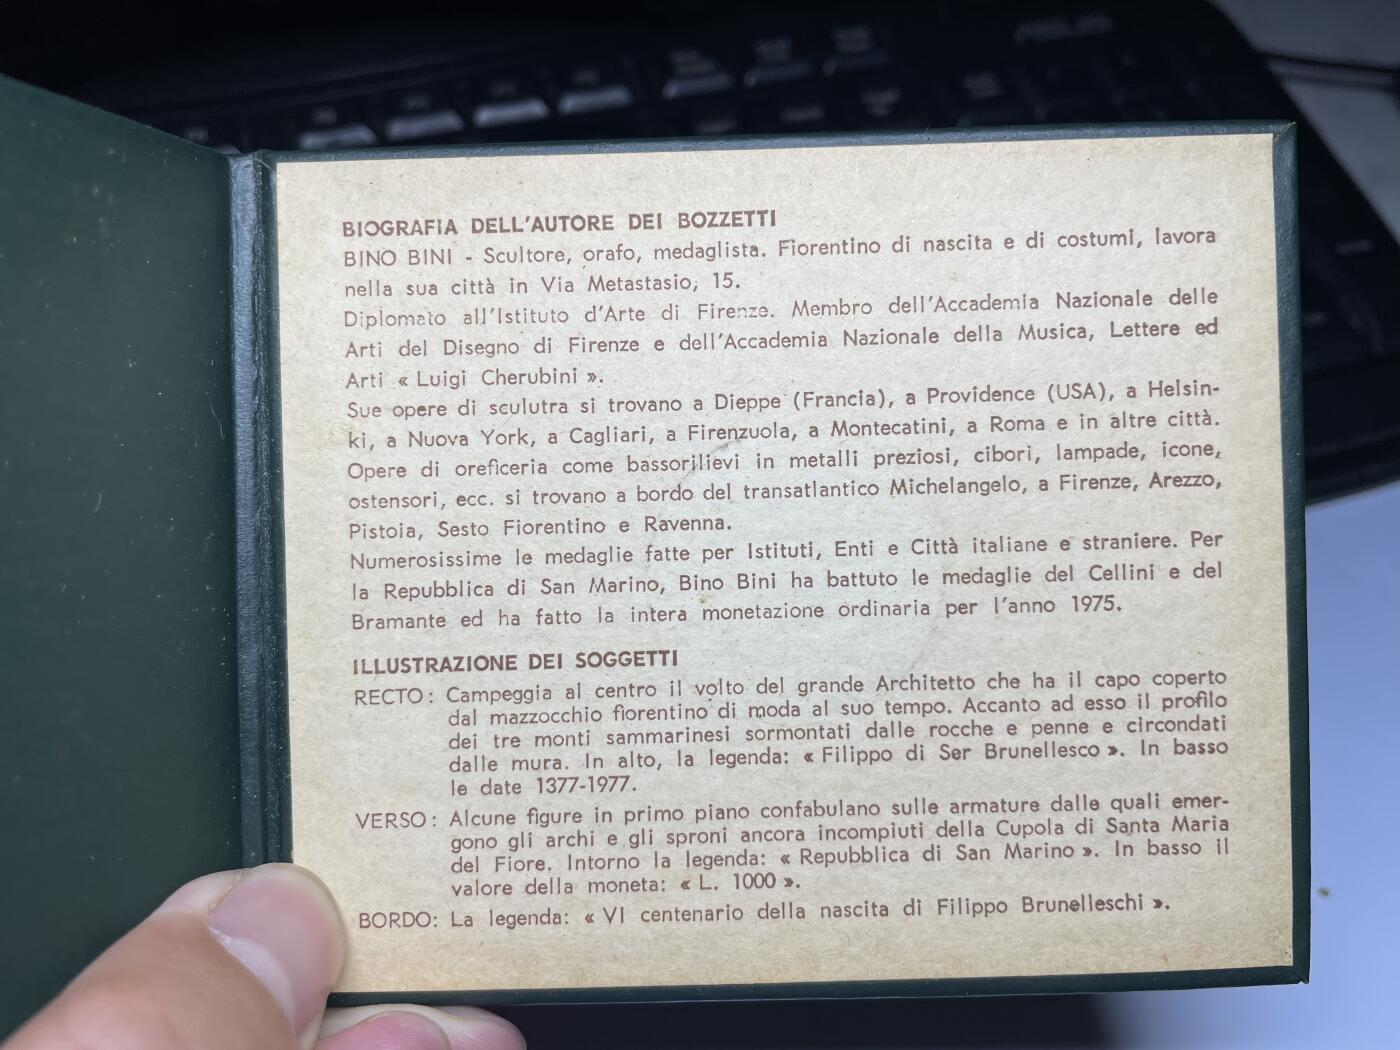 BIOGRAFIA DELL'AUTORE DEI BOZZETTI
BINO BINI - Scultore, orafo, medaglista. Fiorentino di nascita e di costumi, lavora
nella sua città in Via Metastasio, 15.
Diplomato all'Istituto d'Arte di Firenze. Membro dell'Accademia Nazionale delle
Arti del Disegno di Firenze e dell'Accademia Nazionale della Musica, Lettere ed
Arti « Luigi Cherubini ».
Sue opere di sculutra si trovano a Dieppe (Francia), a Providence (USA), a Helsin-
ki, a Nuova York, a Cagliari, a Firenzuola, a Montecatini, a Roma e in altre città.
Opere di oreficeria come bassorilievi in metalli preziosi, cibori, lampade, icone,
ostensori, ecc. si trovano a bordo del transatlantico Michelangelo, a Firenze, Arezzo,
Pistoia, Sesto Fiorentino e Ravenna.
Numerosissime le medaglie fatte per Istituti, Enti e Città italiane e straniere. Per
la Repubblica di San Marino, Bino Bini ha battuto le medaglie del Cellini e del
Bramante ed ha fatto la intera monetazione ordinaria per l'anno 1975.
ILLUSTRAZIONE DEI SOGGETTI
RECTO: Campeggia al centro il volto del grande Architetto che ha il capo coperto
dal mazzocchio fiorentino di moda al suo tempo. Accanto ad esso il profilo
dei tre monti sammarinesi sormontati dalle rocche e penne e circondati
dalle mura. In alto, la legenda: « Filippo di Ser Brunellesco ». In basso
le date 1377-1977.
VERSO: Alcune figure in primo piano confabulano sulle armature dalle quali emer-
gono gli archi e gli sproni ancora incompiuti della Cupola di Santa Maria
del Fiore. Intorno la legenda: « Repubblica di San Marino ». In basso il
valore della moneta: « L. 1000 ».
BORDO: La legenda: « VI centenario della nascita di Filippo Brunelleschi ».